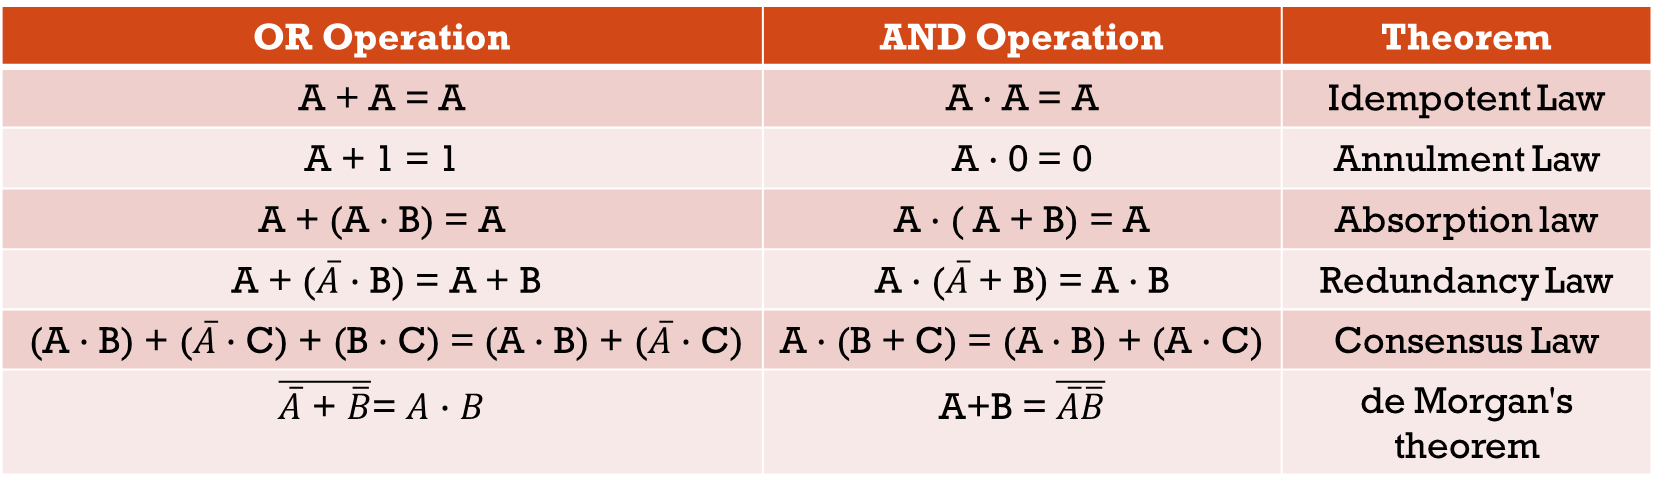 OR Operation AND Operation Theorem
A + A = A A · A = A Idempotent Law
A + 1 = 1 A · 0 = 0 Annulment Law
A + (A · B) = A A · ( A + B) = A Absorption law
A + (A̅ · B) = A + B A · (A̅ + B) = A · B Redundancy Law
(A · B) + (A̅ · C) + (B · C) = (A · B) + (A̅ · C) A · (B + C) = (A · B) + (A · C) Consensus Law
\overline{\bar{A} + \bar{B}}= A · B A+B = \overline{\bar{A}\bar{B}} de Morgan's
theorem